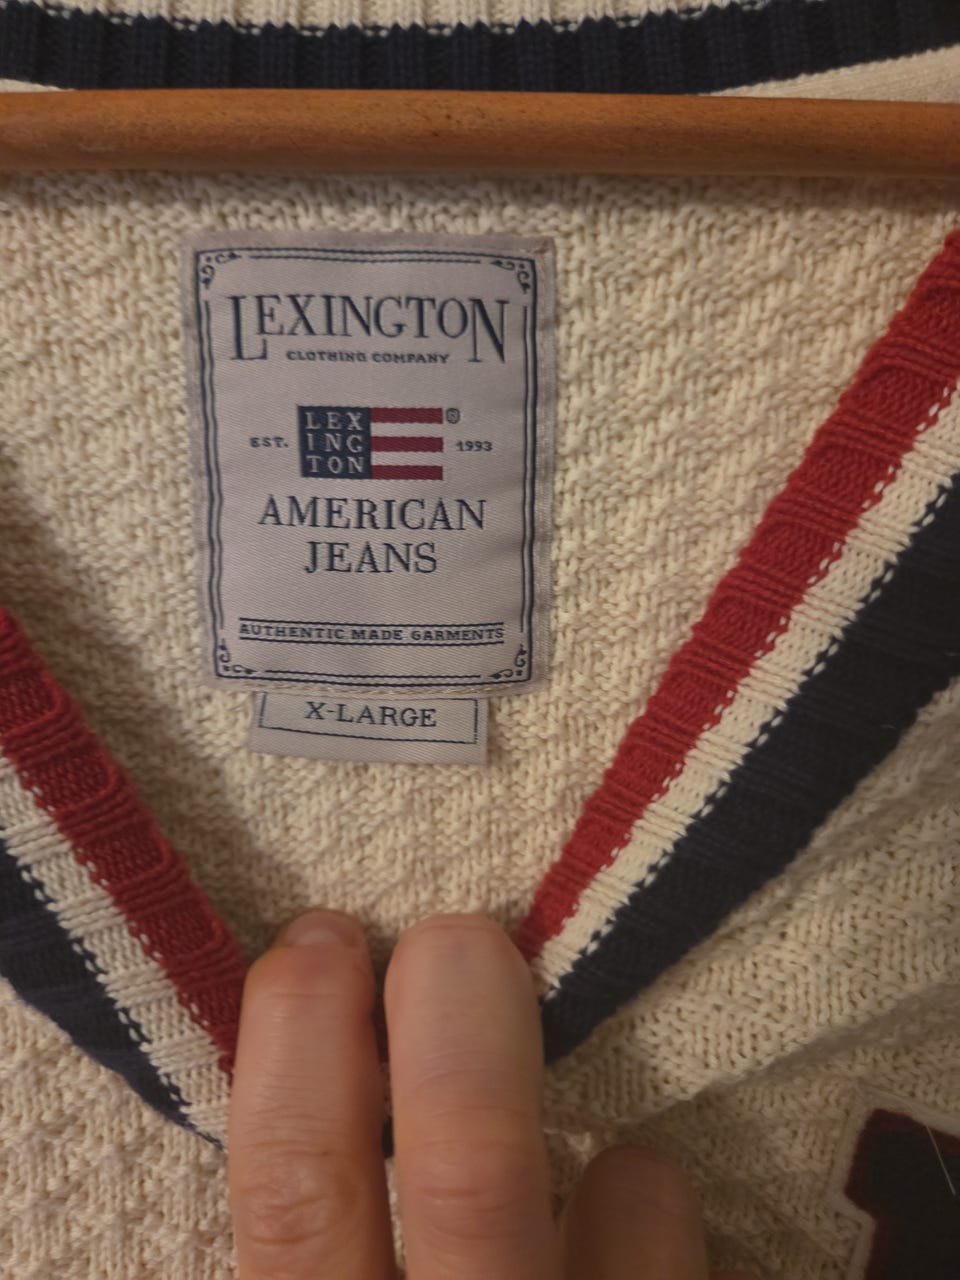 LEXINGTON
CLOTHING COMPANY
LEX
ING
TON
®
EST.
1993
AMERICAN
JEANS
AUTHENTIC MADE GARMENTS
X-LARGE